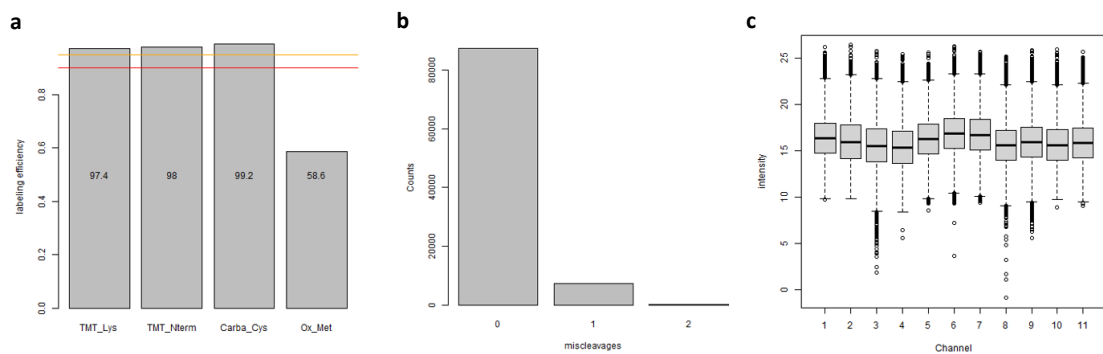 a
labeling efficiency
0.8
0.6
0.4
0.2
0.0
97.4
98
99.2
58.6
TMT_Lys
TMT_Nterm
Carba_Cys
Ox_Met
b
Counts
80000
60000
40000
20000
0
0
1
2
miscleavages
c
intensity
25
20
15
10
5
0
1
2
3
4
5
6
7
8
9
10
11
Channel